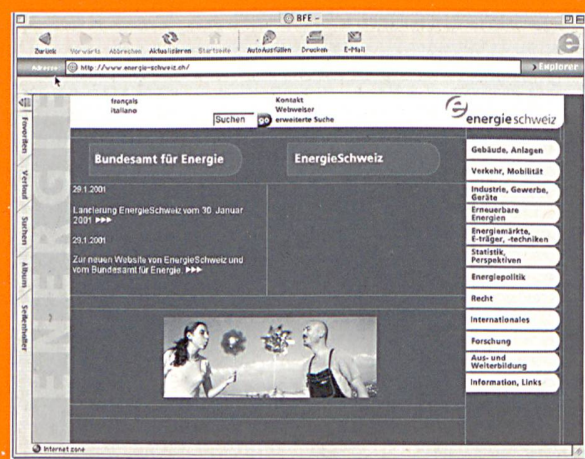 BFE -
Zurück Vorwärts Abbrechen Aktualisieren Startseite AutoAusfüllen Drucken E-Mail
Adresse http://www.energie-schweiz.ch/ Explorer
Favoriten
Verlauf
Suchen
Album
Seitenhalter
ENERGIE
français
italiano
Suchen go
Kontakt
Webweiser
erweiterte Suche
energieschweiz
Bundesamt für Energie
EnergieSchweiz
29.1.2001
Lancierung EnergieSchweiz vom 30. Januar
2001 ▶▶▶
29.1.2001
Zur neuen Website von EnergieSchweiz und
vom Bundesamt für Energie. ▶▶▶
Gebäude, Anlagen
Verkehr, Mobilität
Industrie, Gewerbe,
Geräte
Erneuerbare
Energien
Energiemärkte,
E-träger, -techniken
Statistik,
Perspektiven
Energiepolitik
Recht
Internationales
Forschung
Aus- und
Weiterbildung
Information, Links
Internet zone